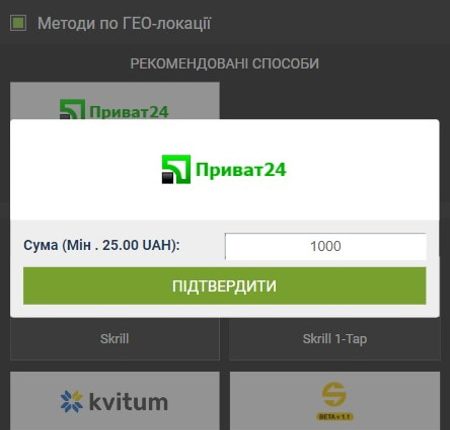 Методи по ГЕО-локації
РЕКОМЕНДОВАНІ СПОСОБИ
Приват24
Приват24
Сума (Мін . 25.00 UAH):
1000
ПІДТВЕРДИТИ
Skrill
Skrill 1-Tap
kvitum
S
BETA v 1.1